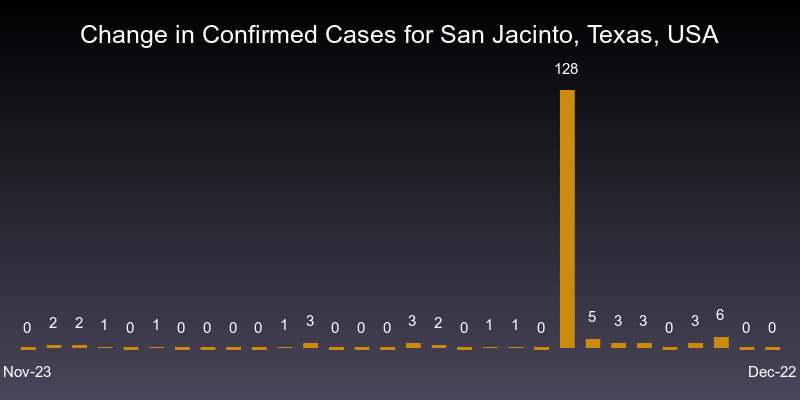 Change in Confirmed Cases for San Jacinto, Texas, USA
128
0 2 2 1 0 1 0 0 0 0 1 3 0 0 0 3 2 0 1 1 0 5 3 3 0 3 6 0 0
Nov-23 Dec-22